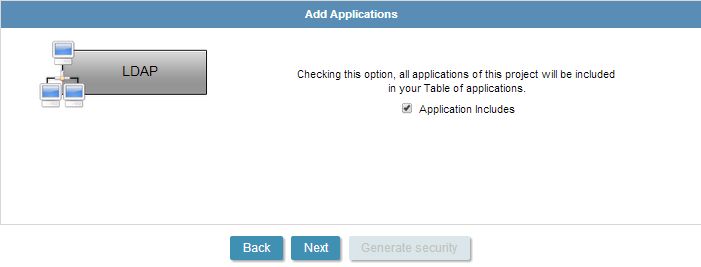 Add Applications
LDAP
Checking this option, all applications of this project will be included
in your Table of applications.
Application Includes
Back
Next
Generate security